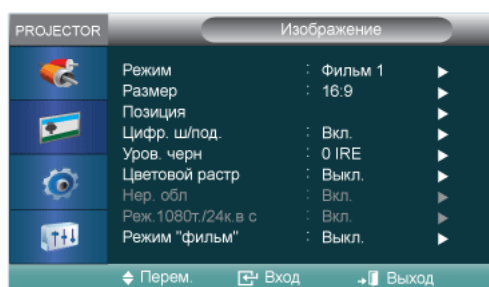 PROJECTOR Изображение
Режим : Фильм 1
Размер : 16:9
Позиция
Цифр. ш/под. : Вкл.
Уров. черн : 0 IRE
Цветовой растр : Выкл.
Нер. обл : Вкл.
Реж.1080т./24к.в с : Вкл.
Режим "фильм" : Выкл.
Перем. Вход Выход